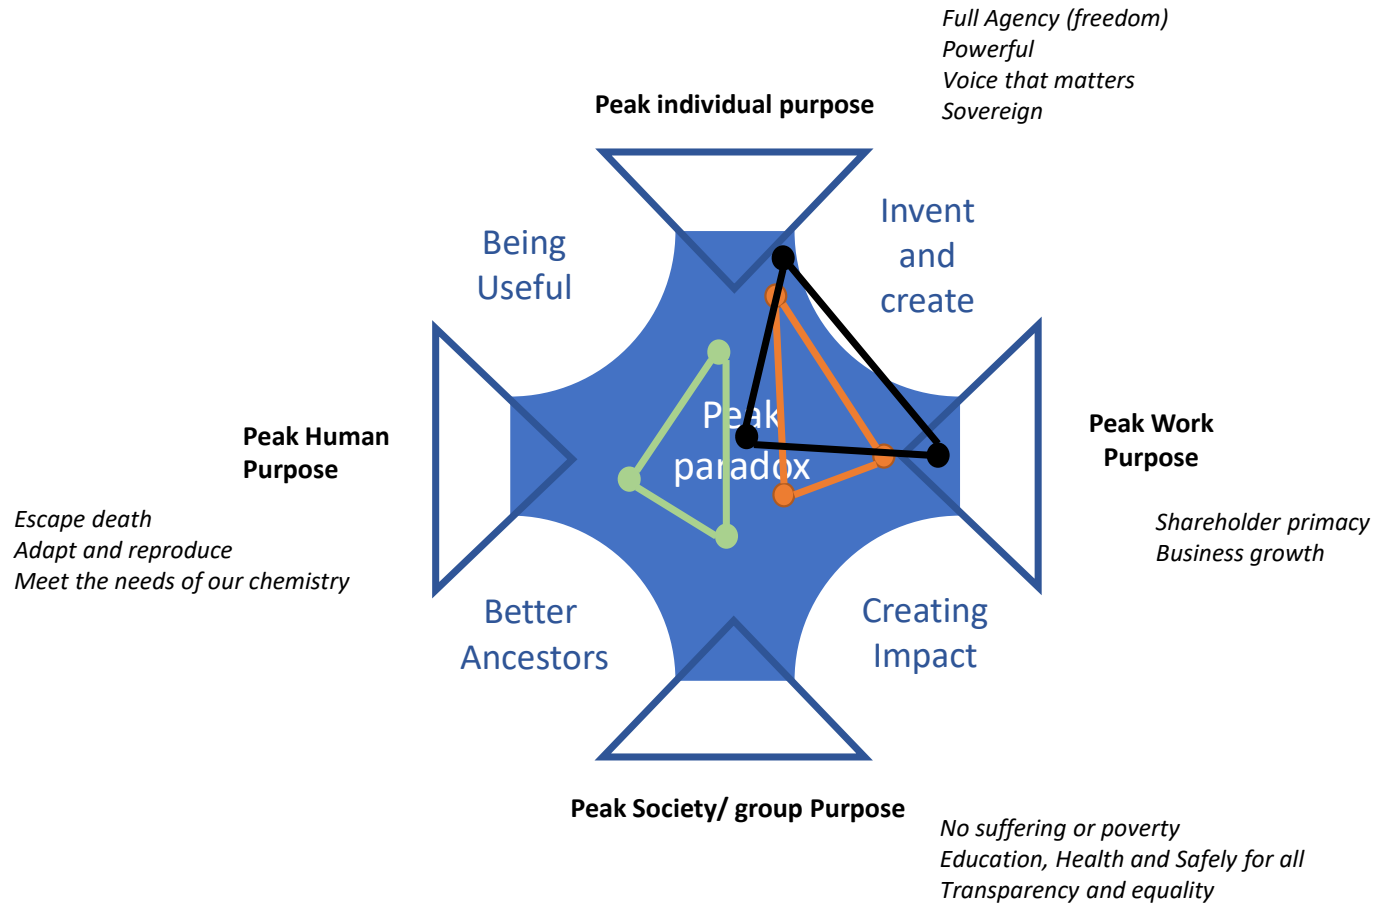 Full Agency (freedom)
Powerful
Voice that matters
Sovereign
Peak individual purpose
Being
Useful
Invent
and
create
Peak Human
Purpose
Peak
paradox
Peak Work
Purpose
Escape death
Adapt and reproduce
Meet the needs of our chemistry
Shareholder primacy
Business growth
Better
Ancestors
Creating
Impact
Peak Society/ group Purpose
No suffering or poverty
Education, Health and Safely for all
Transparency and equality